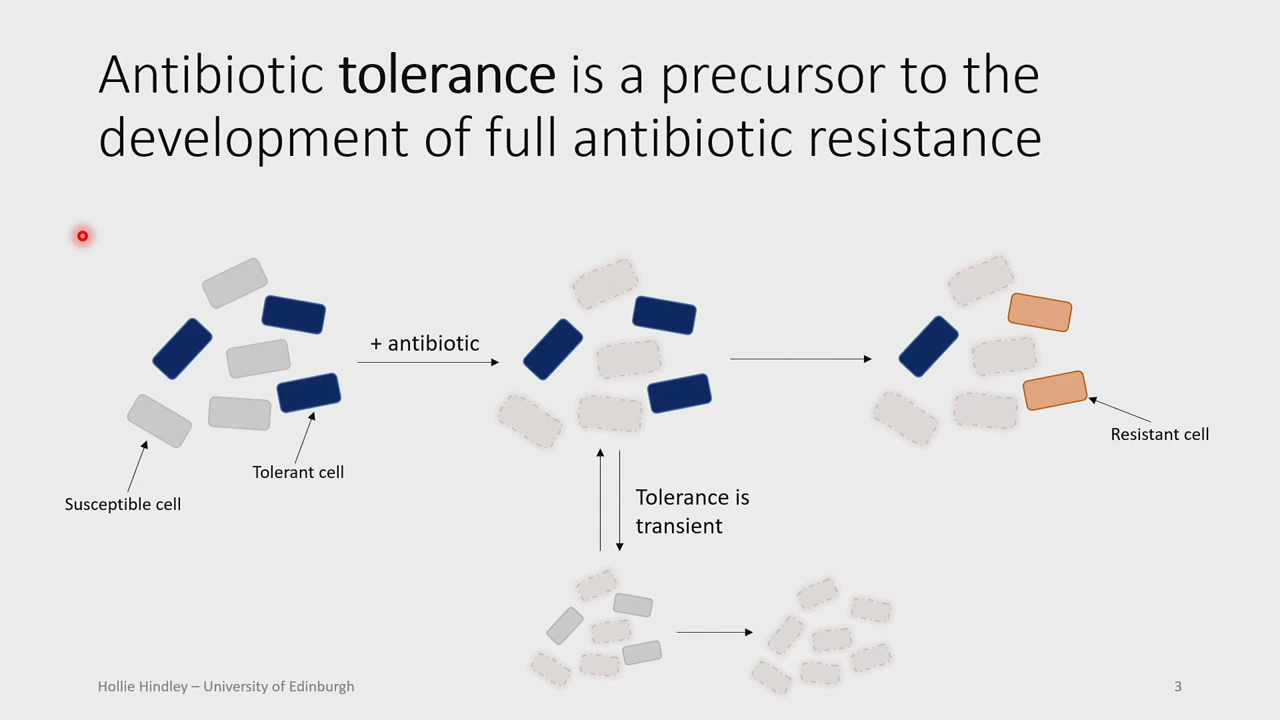 Antibiotic tolerance is a precursor to the
development of full antibiotic resistance
+ antibiotic
Tolerant cell
Susceptible cell
Resistant cell
Tolerance is
transient
Hollie Hindley – University of Edinburgh
3